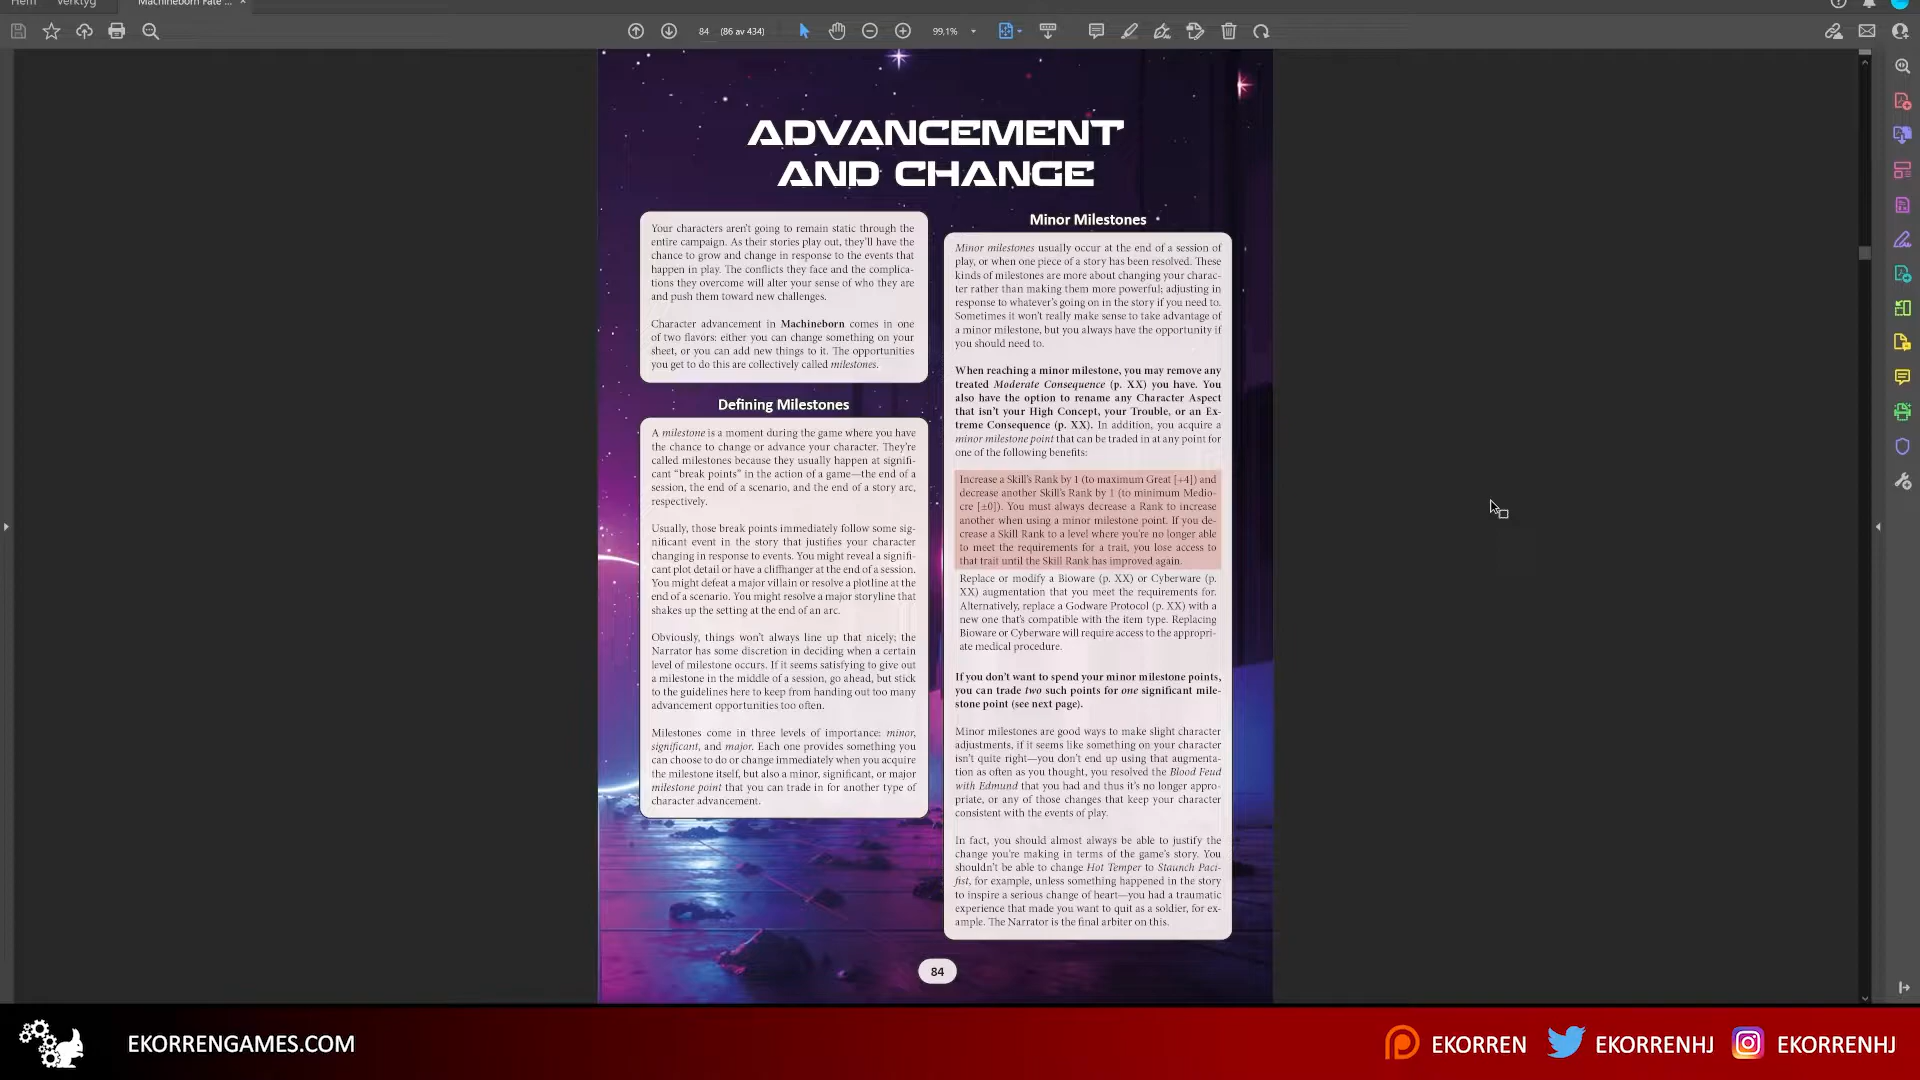 Hem
Verktyg
Machineborn Fate ...
84
(86 av 434)
99,1%
ADVANCEMENT
AND CHANGE
Your characters aren't going to remain static through the
entire campaign. As their stories play out, they'll have the
chance to grow and change in response to the events that
happen in play. The conflicts they face and the complica-
tions they overcome will alter your sense of who they are
and push them toward new challenges.
Character advancement in Machineborn comes in one
of two flavors: either you can change something on your
sheet, or you can add new things to it. The opportunities
you get to do this are collectively called milestones.
Defining Milestones
A milestone is a moment during the game where you have
the chance to change or advance your character. They're
called milestones because they usually happen at signifi-
cant "break points" in the action of a game—the end of a
session, the end of a scenario, and the end of a story arc,
respectively.
Usually, those break points immediately follow some sig-
nificant event in the story that justifies your character
changing in response to events. You might reveal a signifi-
cant plot detail or have a cliffhanger at the end of a session.
You might defeat a major villain or resolve a plotline at the
end of a scenario. You might resolve a major storyline that
shakes up the setting at the end of an arc.
Obviously, things won't always line up that nicely; the
Narrator has some discretion in deciding when a certain
level of milestone occurs. If it seems satisfying to give out
a milestone in the middle of a session, go ahead, but stick
to the guidelines here to keep from handing out too many
advancement opportunities too often.
Milestones come in three levels of importance: minor,
significant, and major. Each one provides something you
can choose to do or change immediately when you acquire
the milestone itself, but also a minor, significant, or major
milestone point that you can trade in for another type of
character advancement.
Minor Milestones
Minor milestones usually occur at the end of a session of
play, or when one piece of a story has been resolved. These
kinds of milestones are more about changing your charac-
ter rather than making them more powerful; adjusting in
response to whatever's going on in the story if you need to.
Sometimes it won't really make sense to take advantage of
a minor milestone, but you always have the opportunity if
you should need to.
When reaching a minor milestone, you may remove any
treated Moderate Consequence (p. XX) you have. You
also have the option to rename any Character Aspect
that isn't your High Concept, your Trouble, or an Ex-
treme Consequence (p. XX). In addition, you acquire a
minor milestone point that can be traded in at any point for
one of the following benefits:
Increase a Skill's Rank by 1 (to maximum Great [+4]) and
decrease another Skill's Rank by 1 (to minimum Medio-
cre [±0]). You must always decrease a Rank to increase
another when using a minor milestone point. If you de-
crease a Skill Rank to a level where you're no longer able
to meet the requirements for a trait, you lose access to
that trait until the Skill Rank has improved again.
Replace or modify a Bioware (p. XX) or Cyberware (p.
XX) augmentation that you meet the requirements for.
Alternatively, replace a Godware Protocol (p. XX) with a
new one that's compatible with the item type. Replacing
Bioware or Cyberware will require access to the appropri-
ate medical procedure.
If you don't want to spend your minor milestone points,
you can trade two such points for one significant mile-
stone point (see next page).
Minor milestones are good ways to make slight character
adjustments, if it seems like something on your character
isn't quite right—you don't end up using that augmenta-
tion as often as you thought, you resolved the Blood Feud
with Edmund that you had and thus it's no longer appro-
priate, or any of those changes that keep your character
consistent with the events of play.
In fact, you should almost always be able to justify the
change you're making in terms of the game's story. You
shouldn't be able to change Hot Temper to Staunch Paci-
fist, for example, unless something happened in the story
to inspire a serious change of heart—you had a traumatic
experience that made you want to quit as a soldier, for ex-
ample. The Narrator is the final arbiter on this.
84
EKORRENGAMES.COM
EKORREN
EKORRENHJ
EKORRENHJ